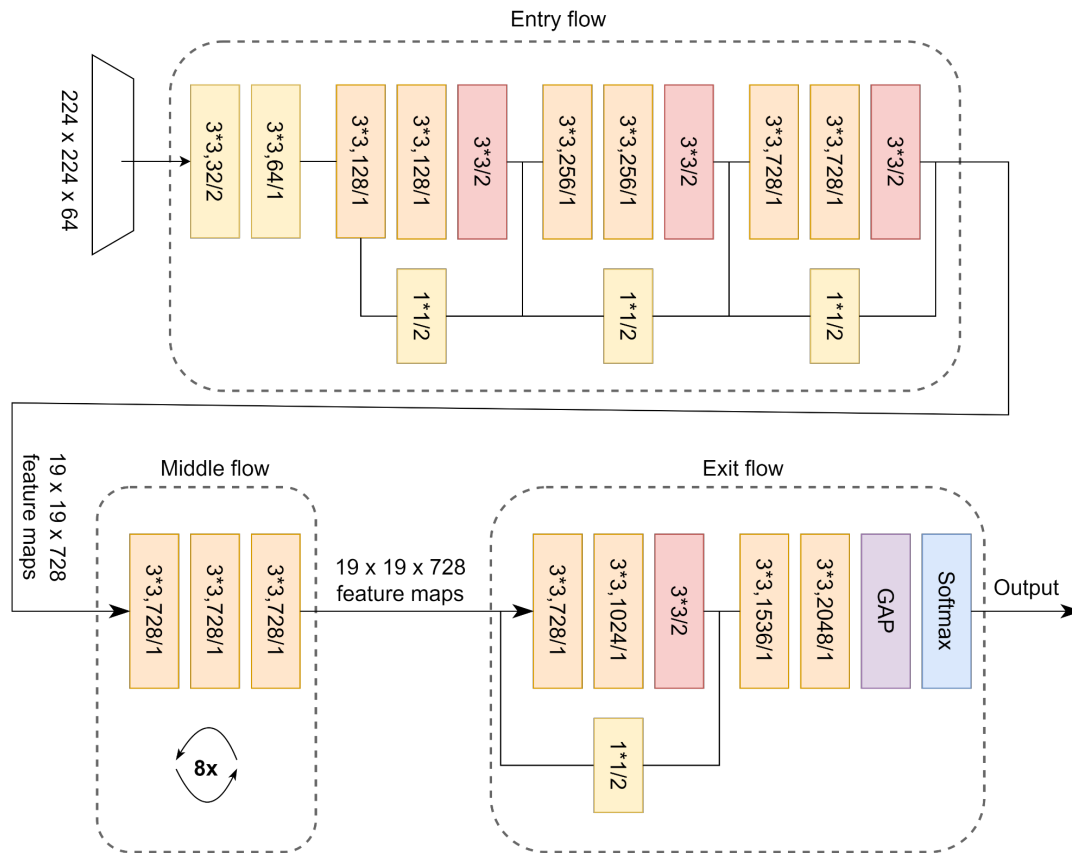 Entry flow
224 x 224 x 64
3*3,32/2
3*3,64/1
3*3,128/1
3*3,128/1
3*3/2
3*3,256/1
3*3,256/1
3*3/2
3*3,728/1
3*3,728/1
3*3/2
1*1/2
1*1/2
1*1/2
19 x 19 x 728
feature maps
Middle flow
3*3,728/1
3*3,728/1
3*3,728/1
8x
19 x 19 x 728
feature maps
Exit flow
3*3,728/1
3*3,1024/1
3*3/2
3*3,1536/1
3*3,2048/1
GAP
Softmax
1*1/2
Output